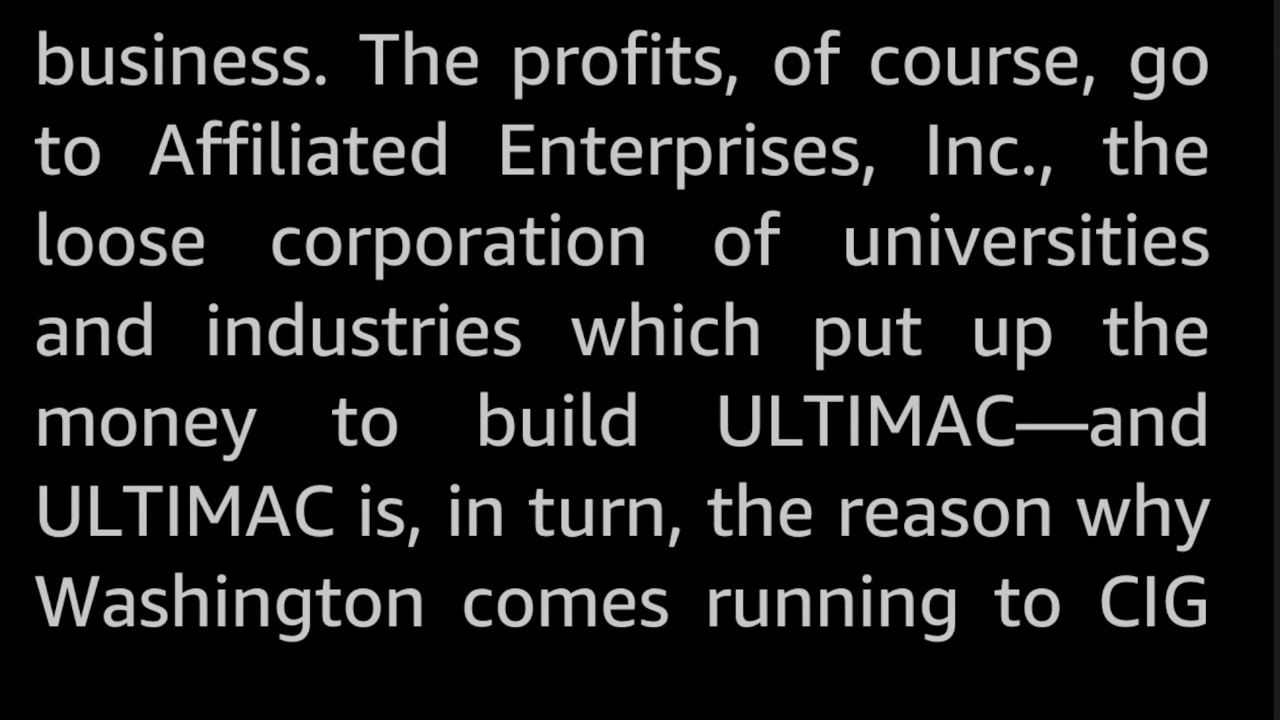 business. The profits, of course, go
to Affiliated Enterprises, Inc., the
loose corporation of universities
and industries which put up the
money to build ULTIMAC—and
ULTIMAC is, in turn, the reason why
Washington comes running to CIG